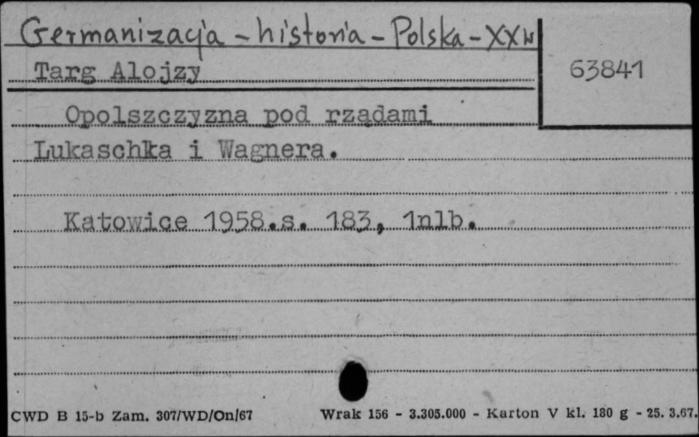 Germanizacja - historia - Polska - XX w
Targ Alojzy
63841
Opolszczyzna pod rządami
Lukaschka i Wagnera.
Katowice 1958.s. 183, 1nlb.
CWD B 15-b Zam. 307/WD/On/67 Wrak 156 - 3.305.000 - Karton V kl. 180 g - 25. 3.67.